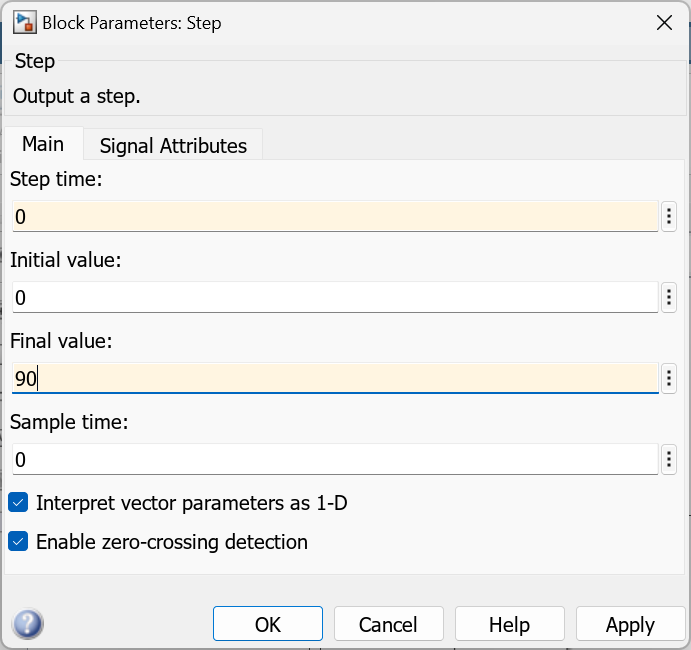 Block Parameters: Step
Step
Output a step.
Main Signal Attributes
Step time:
0
Initial value:
0
Final value:
90
Sample time:
0
Interpret vector parameters as 1-D
Enable zero-crossing detection
? OK Cancel Help Apply